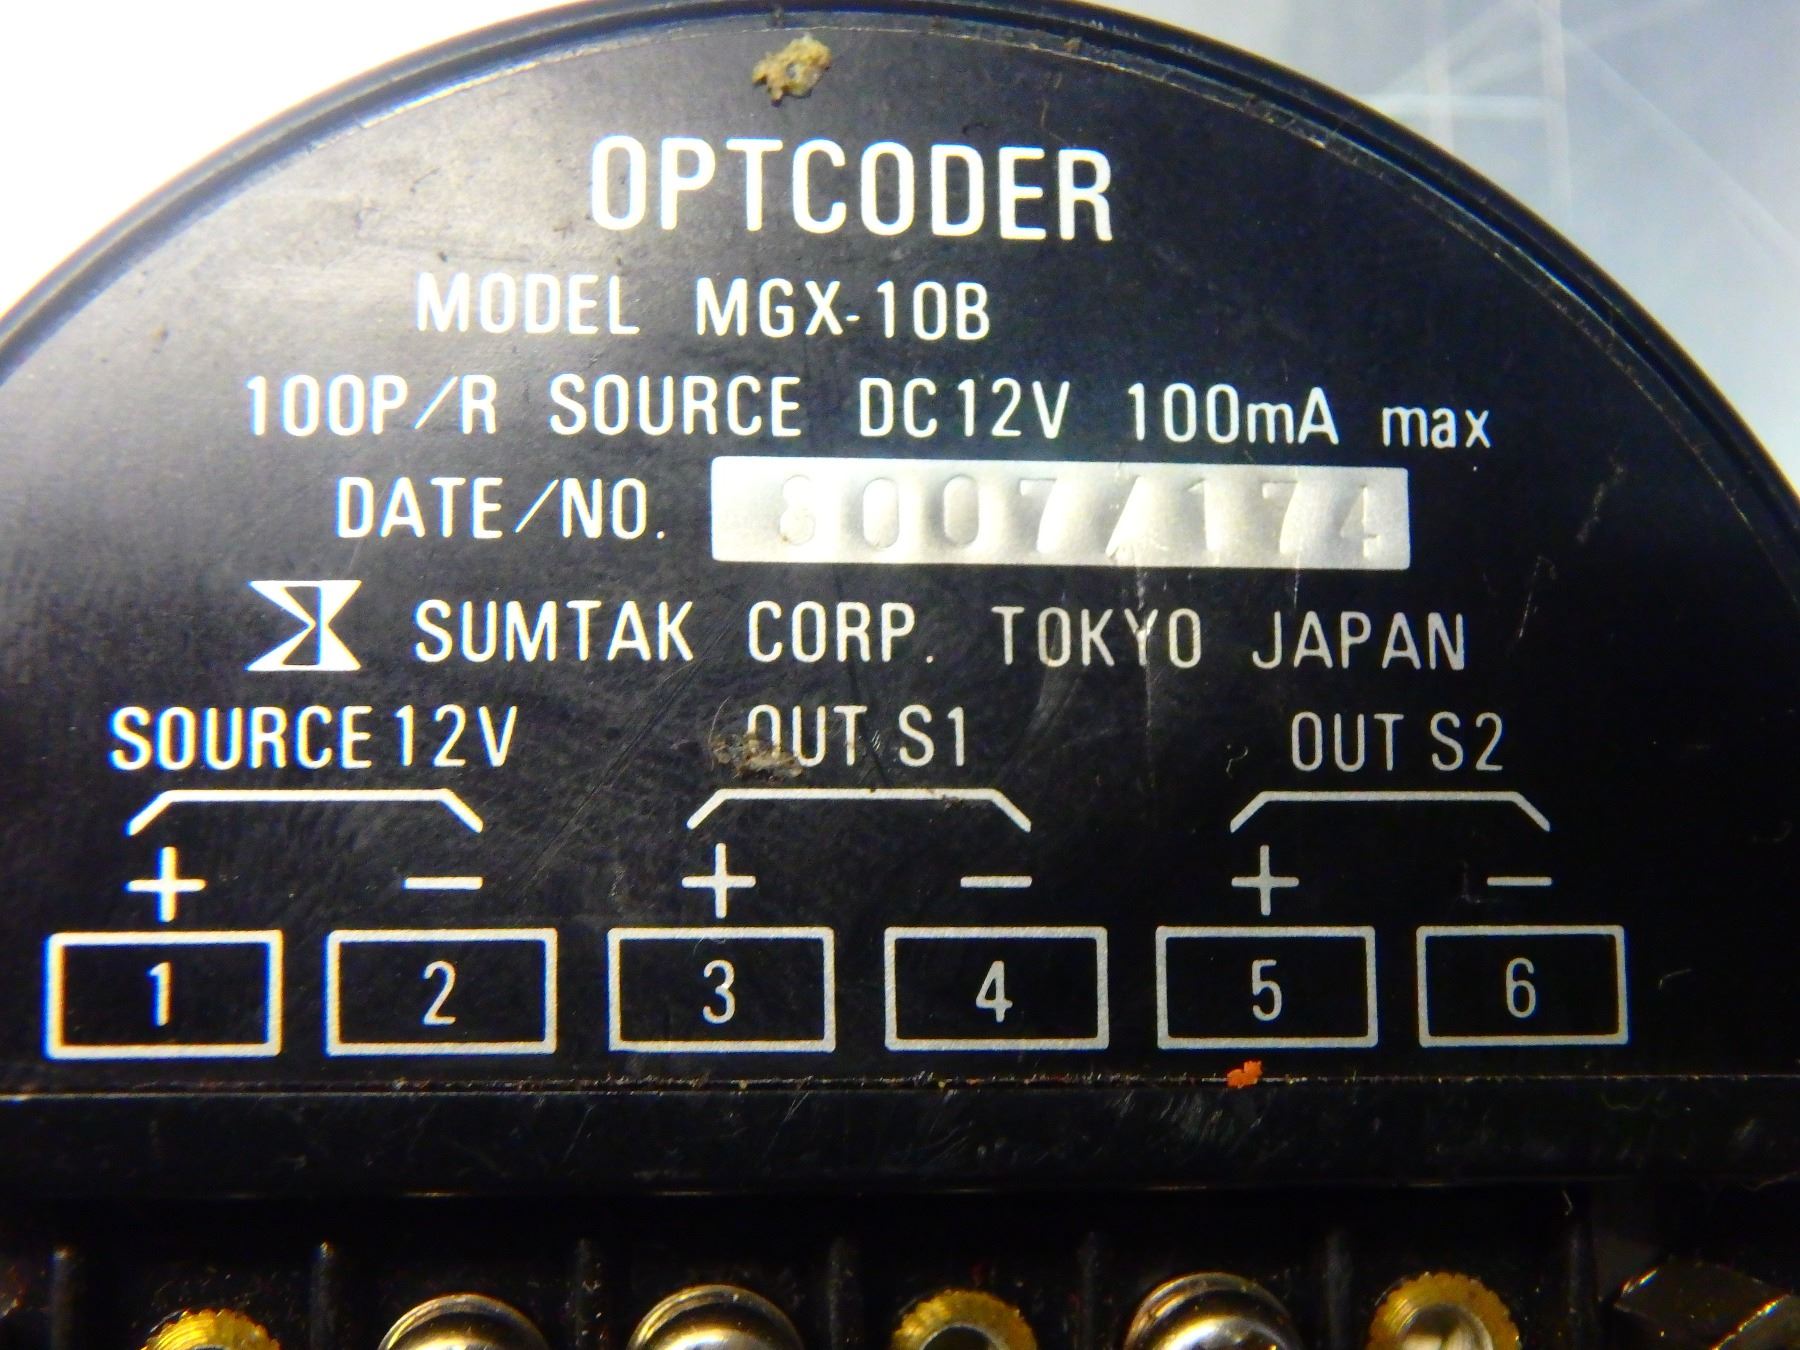 OPTCODER
MODEL MGX-10B
100P/R SOURCE DC12V 100mA max
DATE/NO. 8007/174
SUMTAK CORP. TOKYO JAPAN
SOURCE 12V OUT S1 OUT S2
+ − + − + −
1 2 3 4 5 6